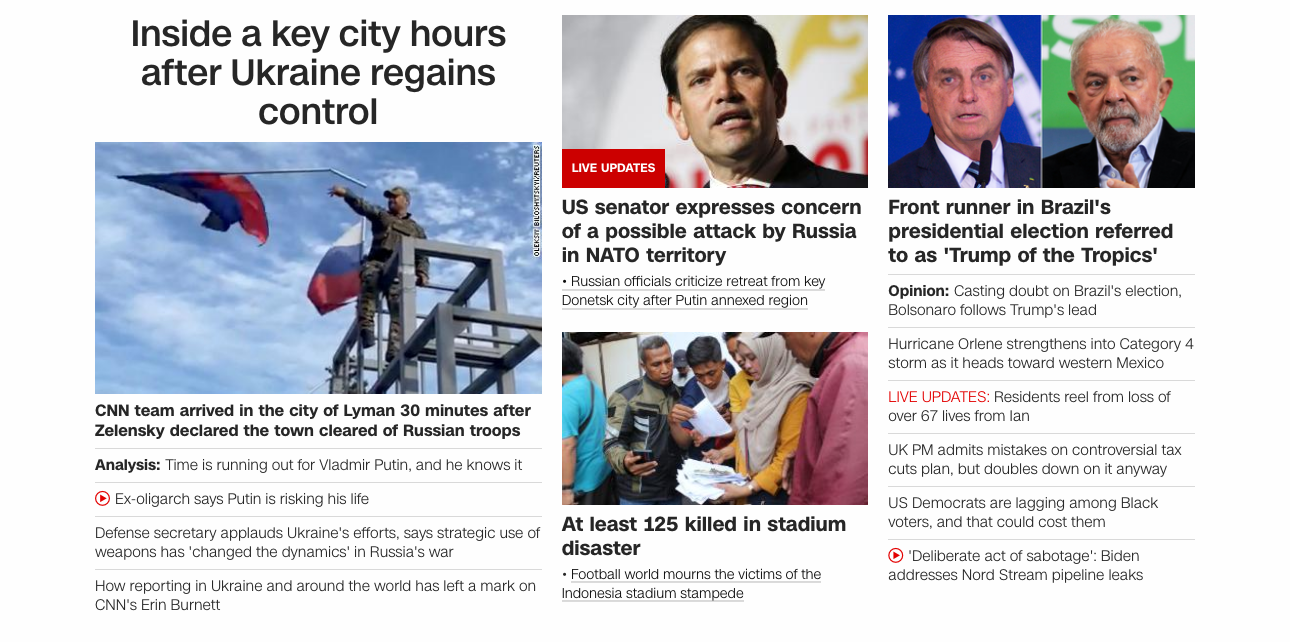 Inside a key city hours
after Ukraine regains
control
OLEKSII BILOSHYTSKYI/REUTERS
CNN team arrived in the city of Lyman 30 minutes after
Zelensky declared the town cleared of Russian troops
Analysis: Time is running out for Vladmir Putin, and he knows it
Ex-oligarch says Putin is risking his life
Defense secretary applauds Ukraine's efforts, says strategic use of
weapons has 'changed the dynamics' in Russia's war
How reporting in Ukraine and around the world has left a mark on
CNN's Erin Burnett
LIVE UPDATES
US senator expresses concern
of a possible attack by Russia
in NATO territory
• Russian officials criticize retreat from key
Donetsk city after Putin annexed region
At least 125 killed in stadium
disaster
• Football world mourns the victims of the
Indonesia stadium stampede
Front runner in Brazil's
presidential election referred
to as 'Trump of the Tropics'
Opinion: Casting doubt on Brazil's election,
Bolsonaro follows Trump's lead
Hurricane Orlene strengthens into Category 4
storm as it heads toward western Mexico
LIVE UPDATES: Residents reel from loss of
over 67 lives from Ian
UK PM admits mistakes on controversial tax
cuts plan, but doubles down on it anyway
US Democrats are lagging among Black
voters, and that could cost them
'Deliberate act of sabotage': Biden
addresses Nord Stream pipeline leaks